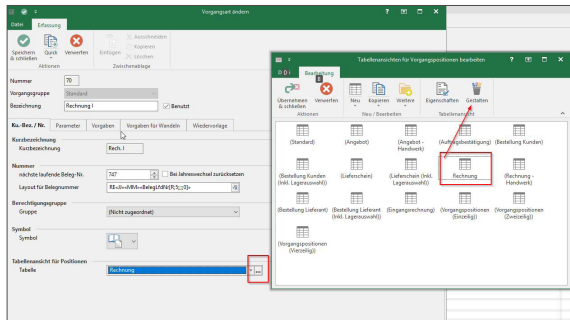 Vorgangsart ändern
Datei Erfassung
Speichern & schließen
Quick
Verwerfen
Einfügen
Ausschneiden
Kopieren
Löschen
Aktionen
Zwischenablage
Nummer 70
Vorgangsgruppe Standard
Bezeichnung Rechnung I Benutzt
Ku.-Bez. / Nr. Parameter Vorgaben Vorgaben für Wandeln Wiedervorlage
Kurzbezeichnung
Kurzbezeichnung Rech. I
Nummer
nächste laufende Beleg-Nr. 747 Bei Jahreswechsel zurücksetzen
Layout für Belegnummer
Berechtigungsgruppe
Gruppe (Nicht zugeordnet)
Symbol
Symbol
Tabellenansicht für Positionen
Tabelle Rechnung ...
Tabellenansichten für Vorgangspositionen bearbeiten
Bearbeitung
Übernehmen & schließen
Verwerfen
Neu
Kopieren
Weitere
Eigenschaften
Gestalten
Aktionen
Neu / Bearbeiten
Tabellenansicht
(Standard)
(Angebot)
(Angebot - Handwerk)
(Auftragsbestätigung)
(Bestellung Kunden)
(Bestellung Kunden (Inkl. Lagerauswahl))
(Lieferschein)
(Lieferschein (Inkl. Lagerauswahl))
Rechnung
(Rechnung - Handwerk)
(Bestellung Lieferant)
(Bestellung Lieferant (Inkl. Lagerauswahl))
(Eingangsrechnung)
(Vorgangspositionen (Einzeilig))
(Vorgangspositionen (Zweizeilig))
(Vorgangspositionen (Vierzeilig))